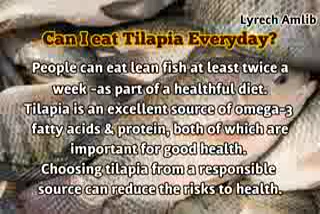 Lyrech Amlib
Can I eat Tilapia Everyday?
People can eat lean fish at least twice a
week -as part of a healthful diet.
Tilapia is an excellent source of omega-3
fatty acids & protein, both of which are
important for good health.
Choosing tilapia from a responsible
source can reduce the risks to health.